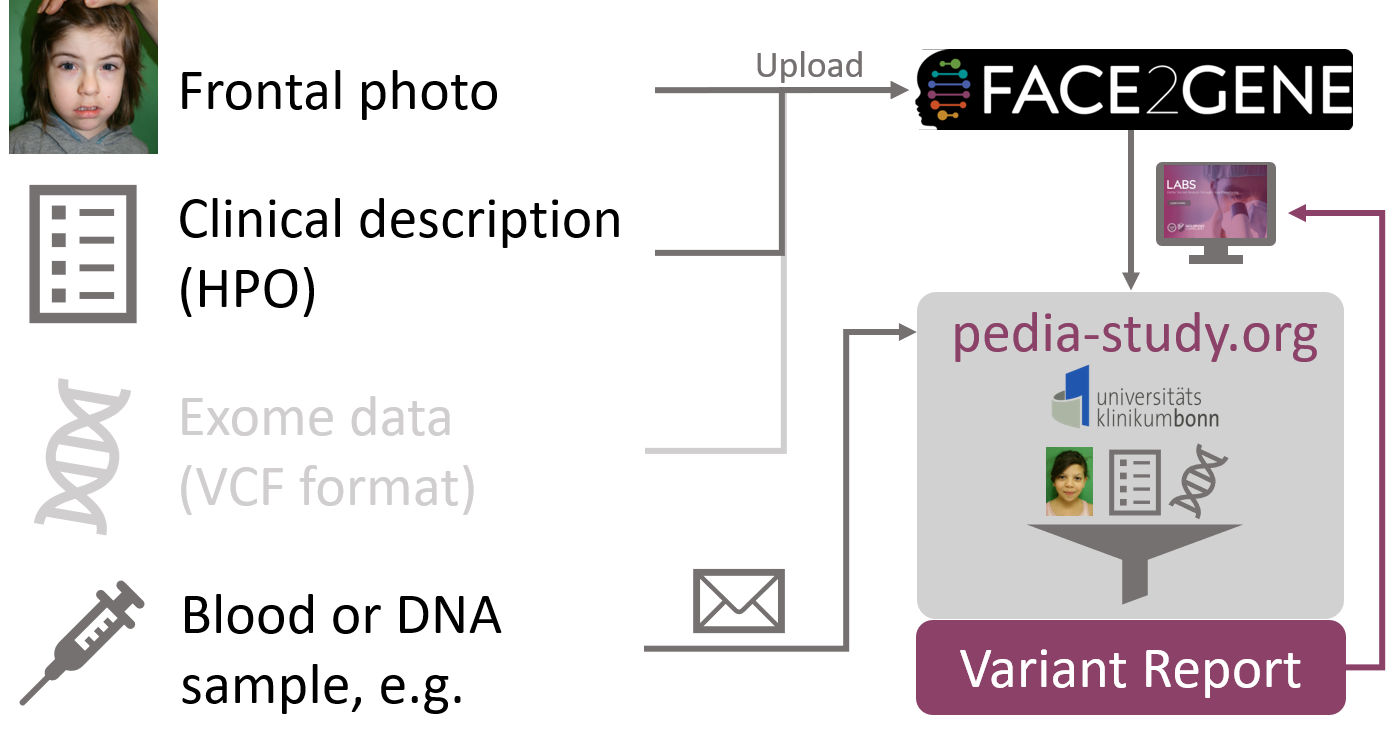 Frontal photo
Upload
FACE2GENE
LABS
Clinical description
(HPO)
pedia-study.org
universitäts
klinikumbonn
Exome data
(VCF format)
Blood or DNA
sample, e.g.
Variant Report